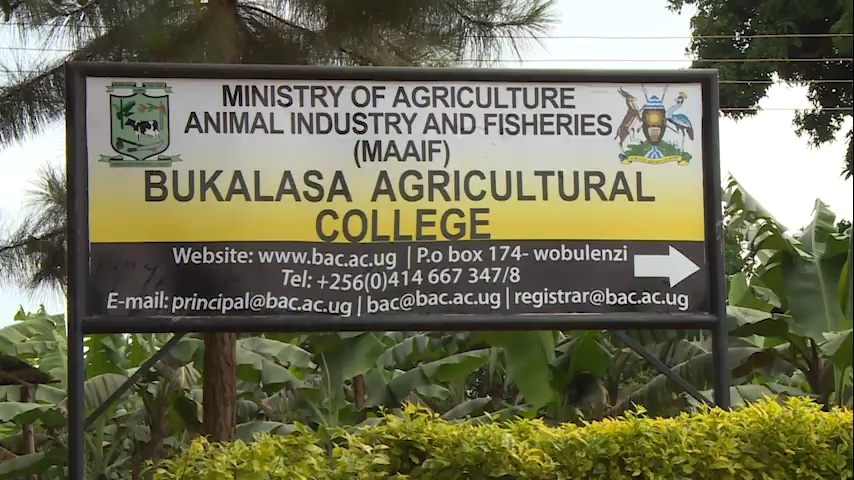 MINISTRY OF AGRICULTURE
ANIMAL INDUSTRY AND FISHERIES
(MAAIF)
BUKALASA AGRICULTURAL
COLLEGE
Website: www.bac.ac.ug | P.o box 174- wobulenzi
Tel: +256(0)414 667 347/8
E-mail: principal@bac.ac.ug | bac@bac.ac.ug | registrar@bac.ac.ug